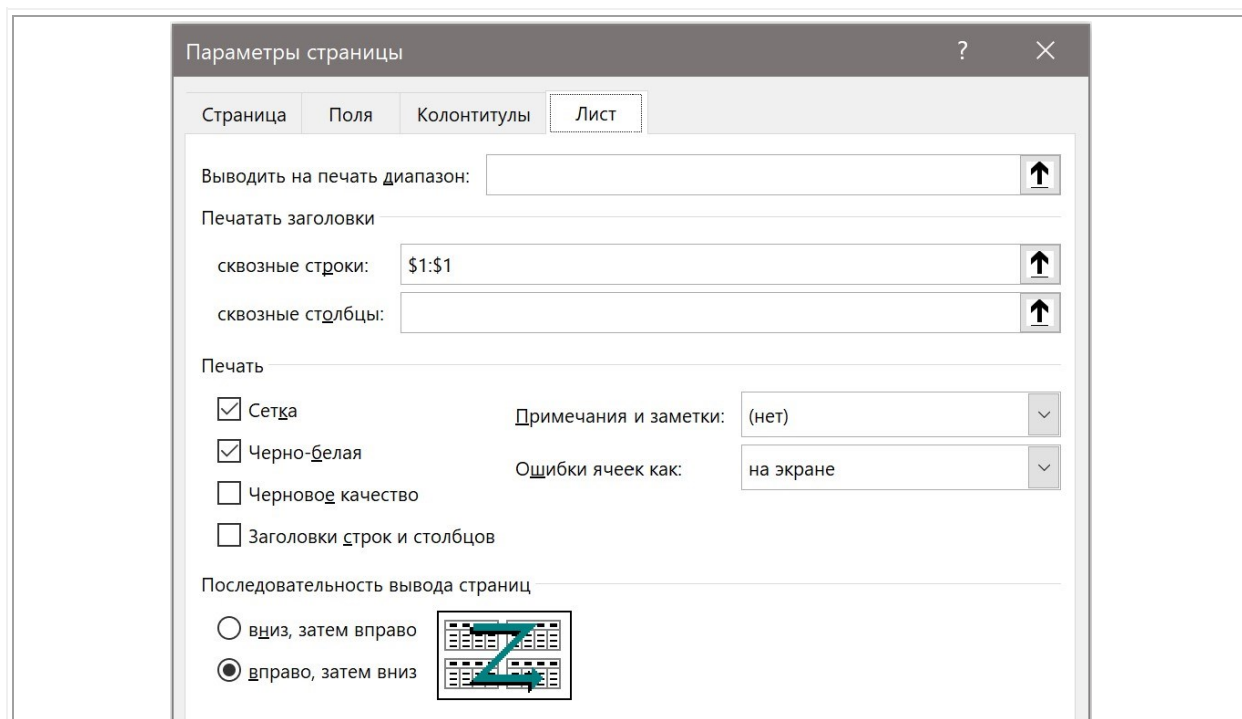 Параметры страницы ?
Страница Поля Колонтитулы Лист
Выводить на печать диапазон:
Печатать заголовки
сквозные строки: $1:$1
сквозные столбцы:
Печать
Сетка
Примечания и заметки: (нет)
Черно-белая
Ошибки ячеек как: на экране
Черновое качество
Заголовки строк и столбцов
Последовательность вывода страниц
вниз, затем вправо
вправо, затем вниз